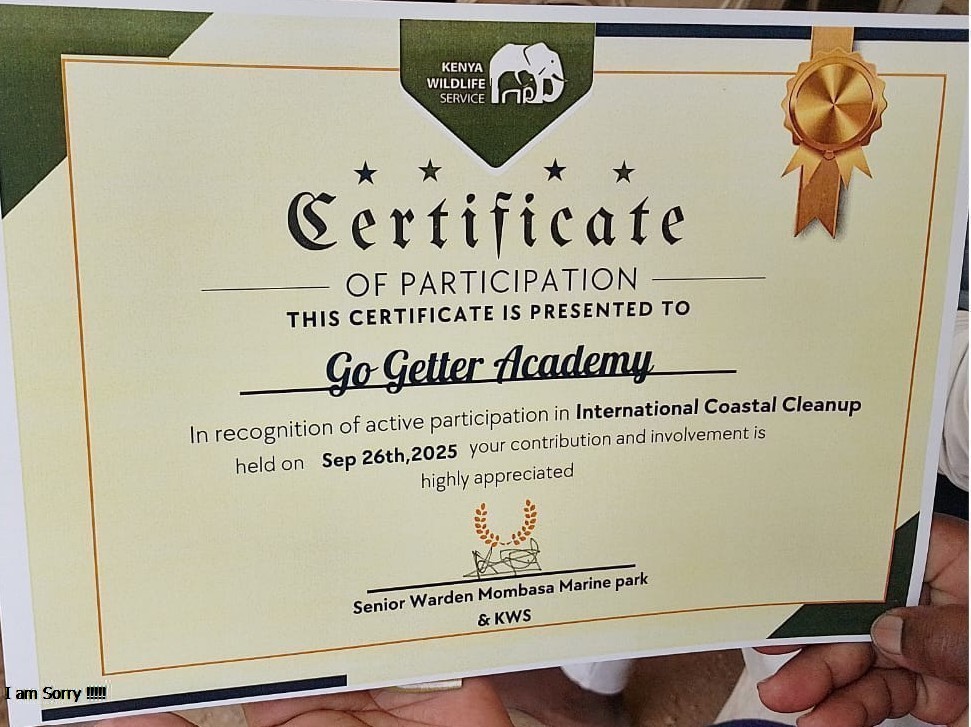 KENYA
WILDLIFE
SERVICE
Certificate
OF PARTICIPATION
THIS CERTIFICATE IS PRESENTED TO
Go Getter Academy
In recognition of active participation in International Coastal Cleanup
held on Sep 26th,2025 your contribution and involvement is
highly appreciated
Senior Warden Mombasa Marine park
& KWS
I am Sorry !!!!!